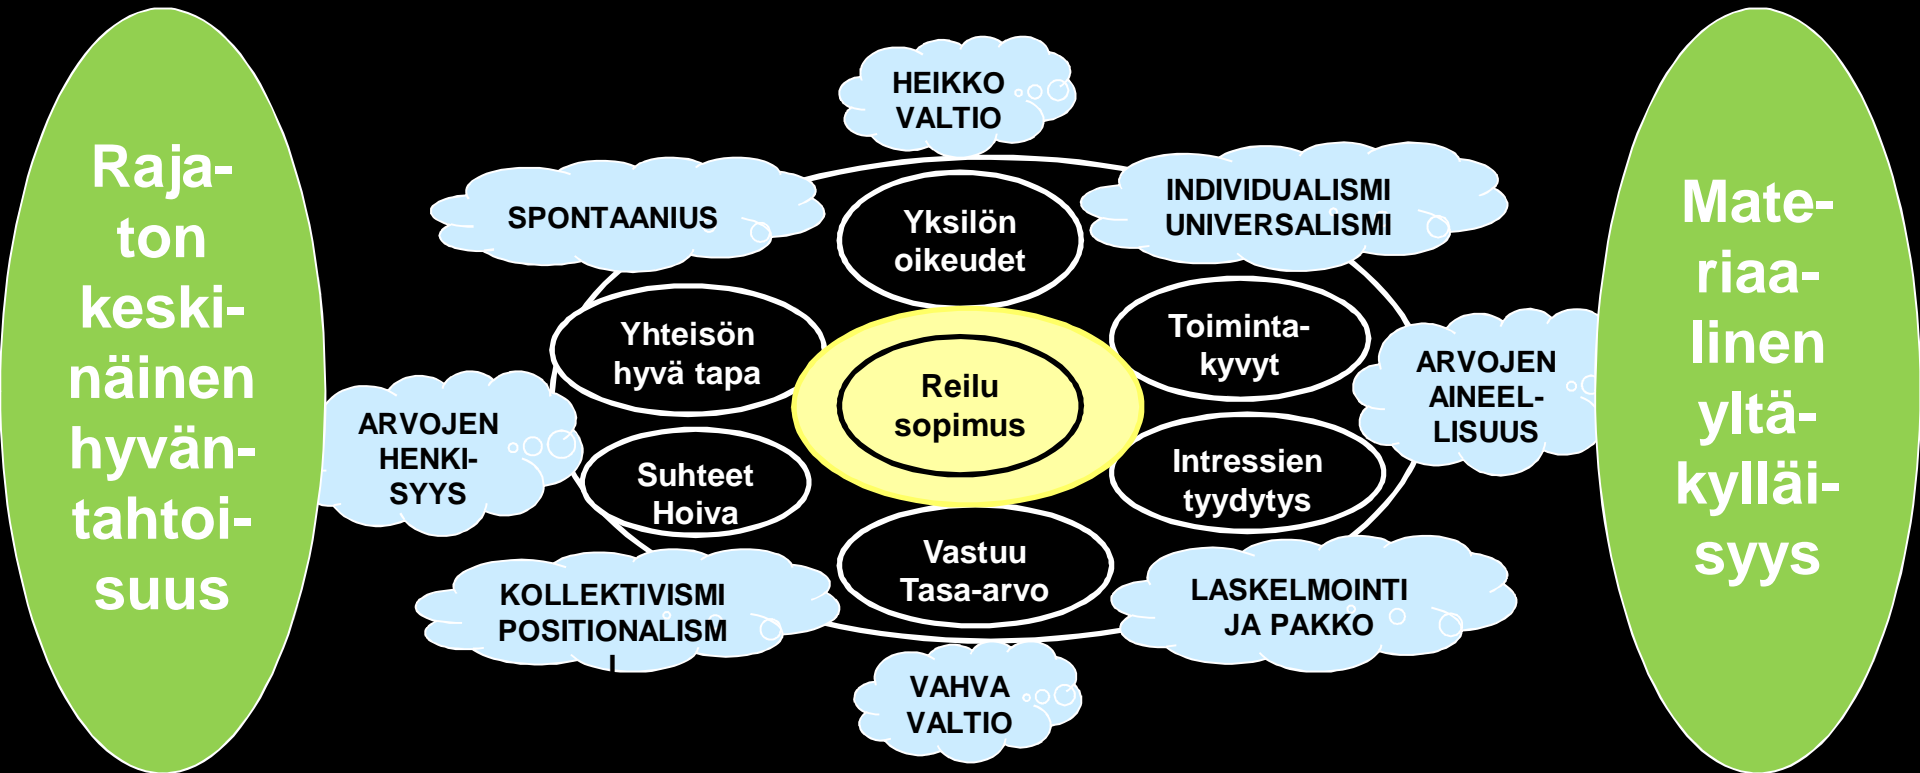 Raja-
ton
keski-
näinen
hyvän-
tahtoi-
suus
HEIKKO
VALTIO
SPONTAANIUS
INDIVIDUALISMI
UNIVERSALISMI
Yksilön
oikeudet
Yhteisön
hyvä tapa
Toiminta-
kyvyt
Reilu
sopimus
ARVOJEN
HENKI-
SYYS
ARVOJEN
AINEEL-
LISUUS
Suhteet
Hoiva
Intressien
tyydytys
Vastuu
Tasa-arvo
KOLLEKTIVISMI
POSITIONALISM
I
LASKELMOINTI
JA PAKKO
VAHVA
VALTIO
Mate-
riaa-
linen
yltä-
kylläi-
syys